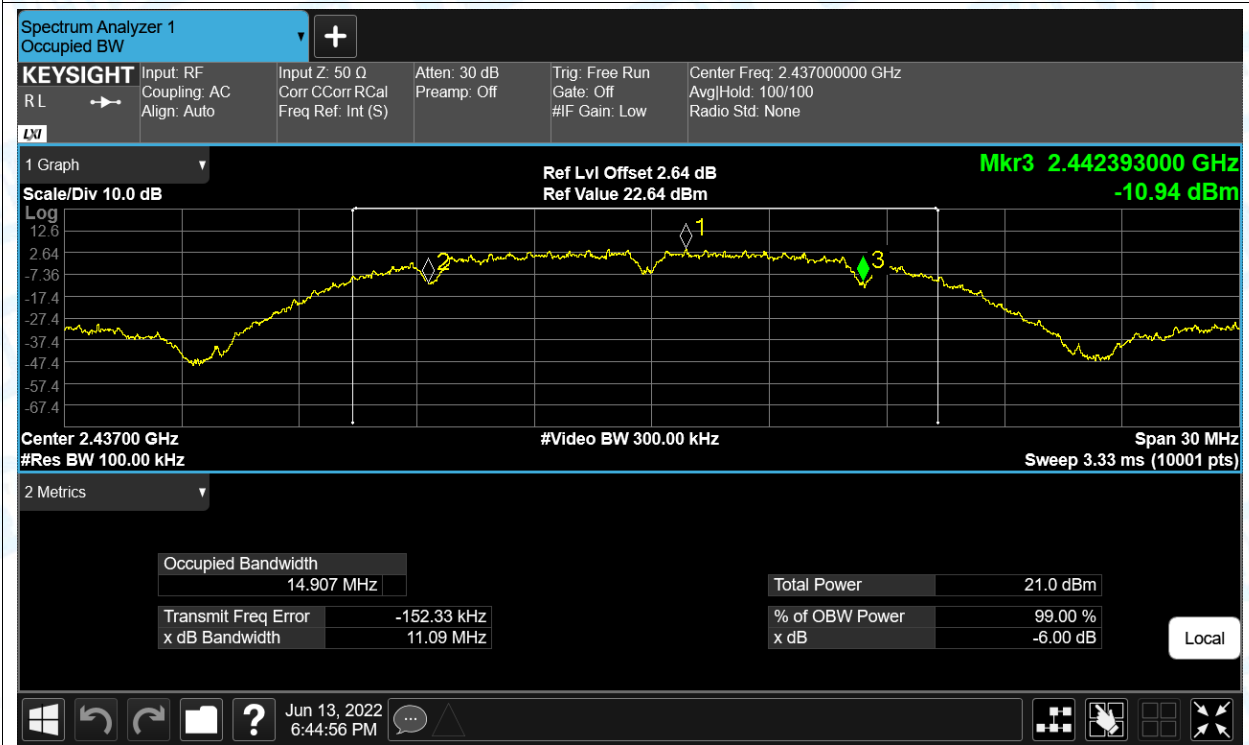 Spectrum Analyzer 1
Occupied BW
+
KEYSIGHT
R L
LXI
Input: RF
Coupling: AC
Align: Auto
Input Z: 50 Ω
Corr CCorr RCal
Freq Ref: Int (S)
Atten: 30 dB
Preamp: Off
Trig: Free Run
Gate: Off
#IF Gain: Low
Center Freq: 2.437000000 GHz
Avg|Hold: 100/100
Radio Std: None
1 Graph
Scale/Div 10.0 dB
Ref Lvl Offset 2.64 dB
Ref Value 22.64 dBm
Mkr3 2.442393000 GHz
-10.94 dBm
Log
12.6
2.64
-7.36
-17.4
-27.4
-37.4
-47.4
-57.4
-67.4
1
2
3
Center 2.43700 GHz
#Res BW 100.00 kHz
#Video BW 300.00 kHz
Span 30 MHz
Sweep 3.33 ms (10001 pts)
2 Metrics
Occupied Bandwidth
14.907 MHz
Transmit Freq Error -152.33 kHz
x dB Bandwidth 11.09 MHz
Total Power 21.0 dBm
% of OBW Power 99.00 %
x dB -6.00 dB
Local
?
Jun 13, 2022
6:44:56 PM